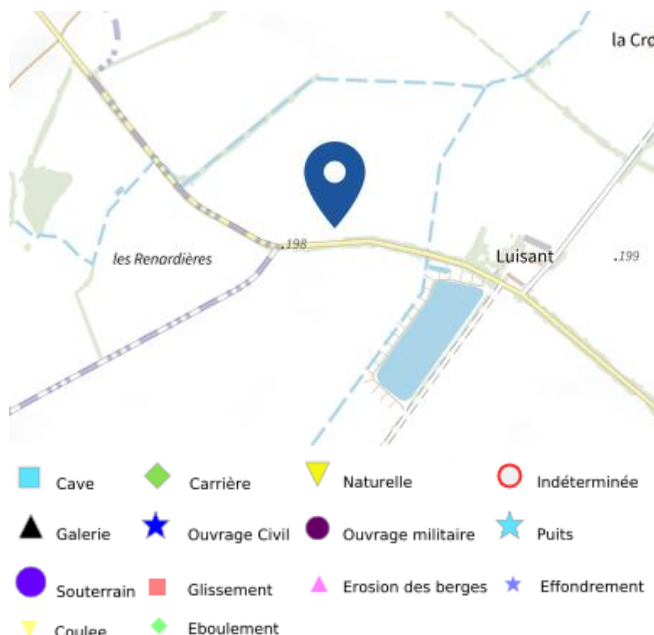 la Cro
198
les Renordières
Luisant
199
Cave Carrière Naturelle Indéterminée
Galerie Ouvrage Civil Ouvrage militaire Puits
Souterrain Glissement Erosion des berges Effondrement
Coulee Eboulement